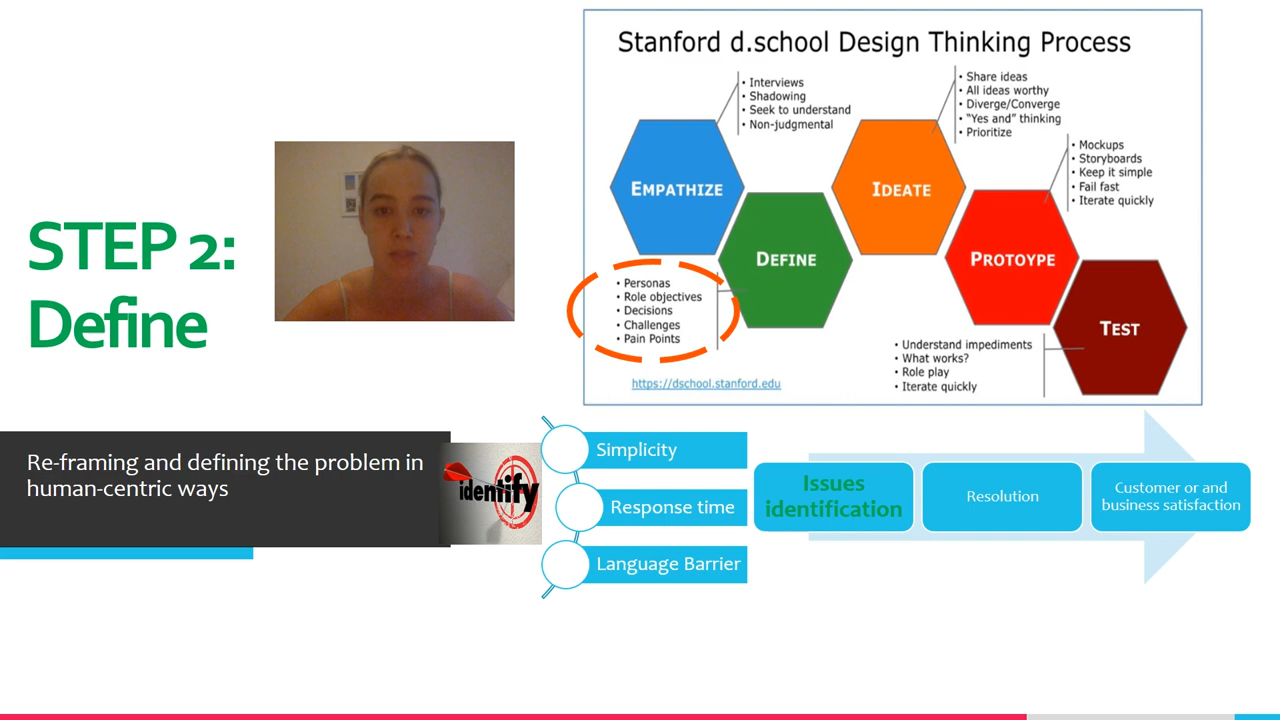 Stanford d.school Design Thinking Process
• Interviews
• Shadowing
• Seek to understand
• Non-judgmental
• Share ideas
• All ideas worthy
• Diverge/Converge
• "Yes and" thinking
• Prioritize
• Mockups
• Storyboards
• Keep it simple
• Fail fast
• Iterate quickly
EMPATHIZE
DEFINE
IDEATE
PROTOYPE
TEST
• Personas
• Role objectives
• Decisions
• Challenges
• Pain Points
• Understand impediments
• What works?
• Role play
• Iterate quickly
https://dschool.stanford.edu
STEP 2:
Define
Re-framing and defining the problem in
human-centric ways
identify
Simplicity
Response time
Language Barrier
Issues
identification
Resolution
Customer or and
business satisfaction